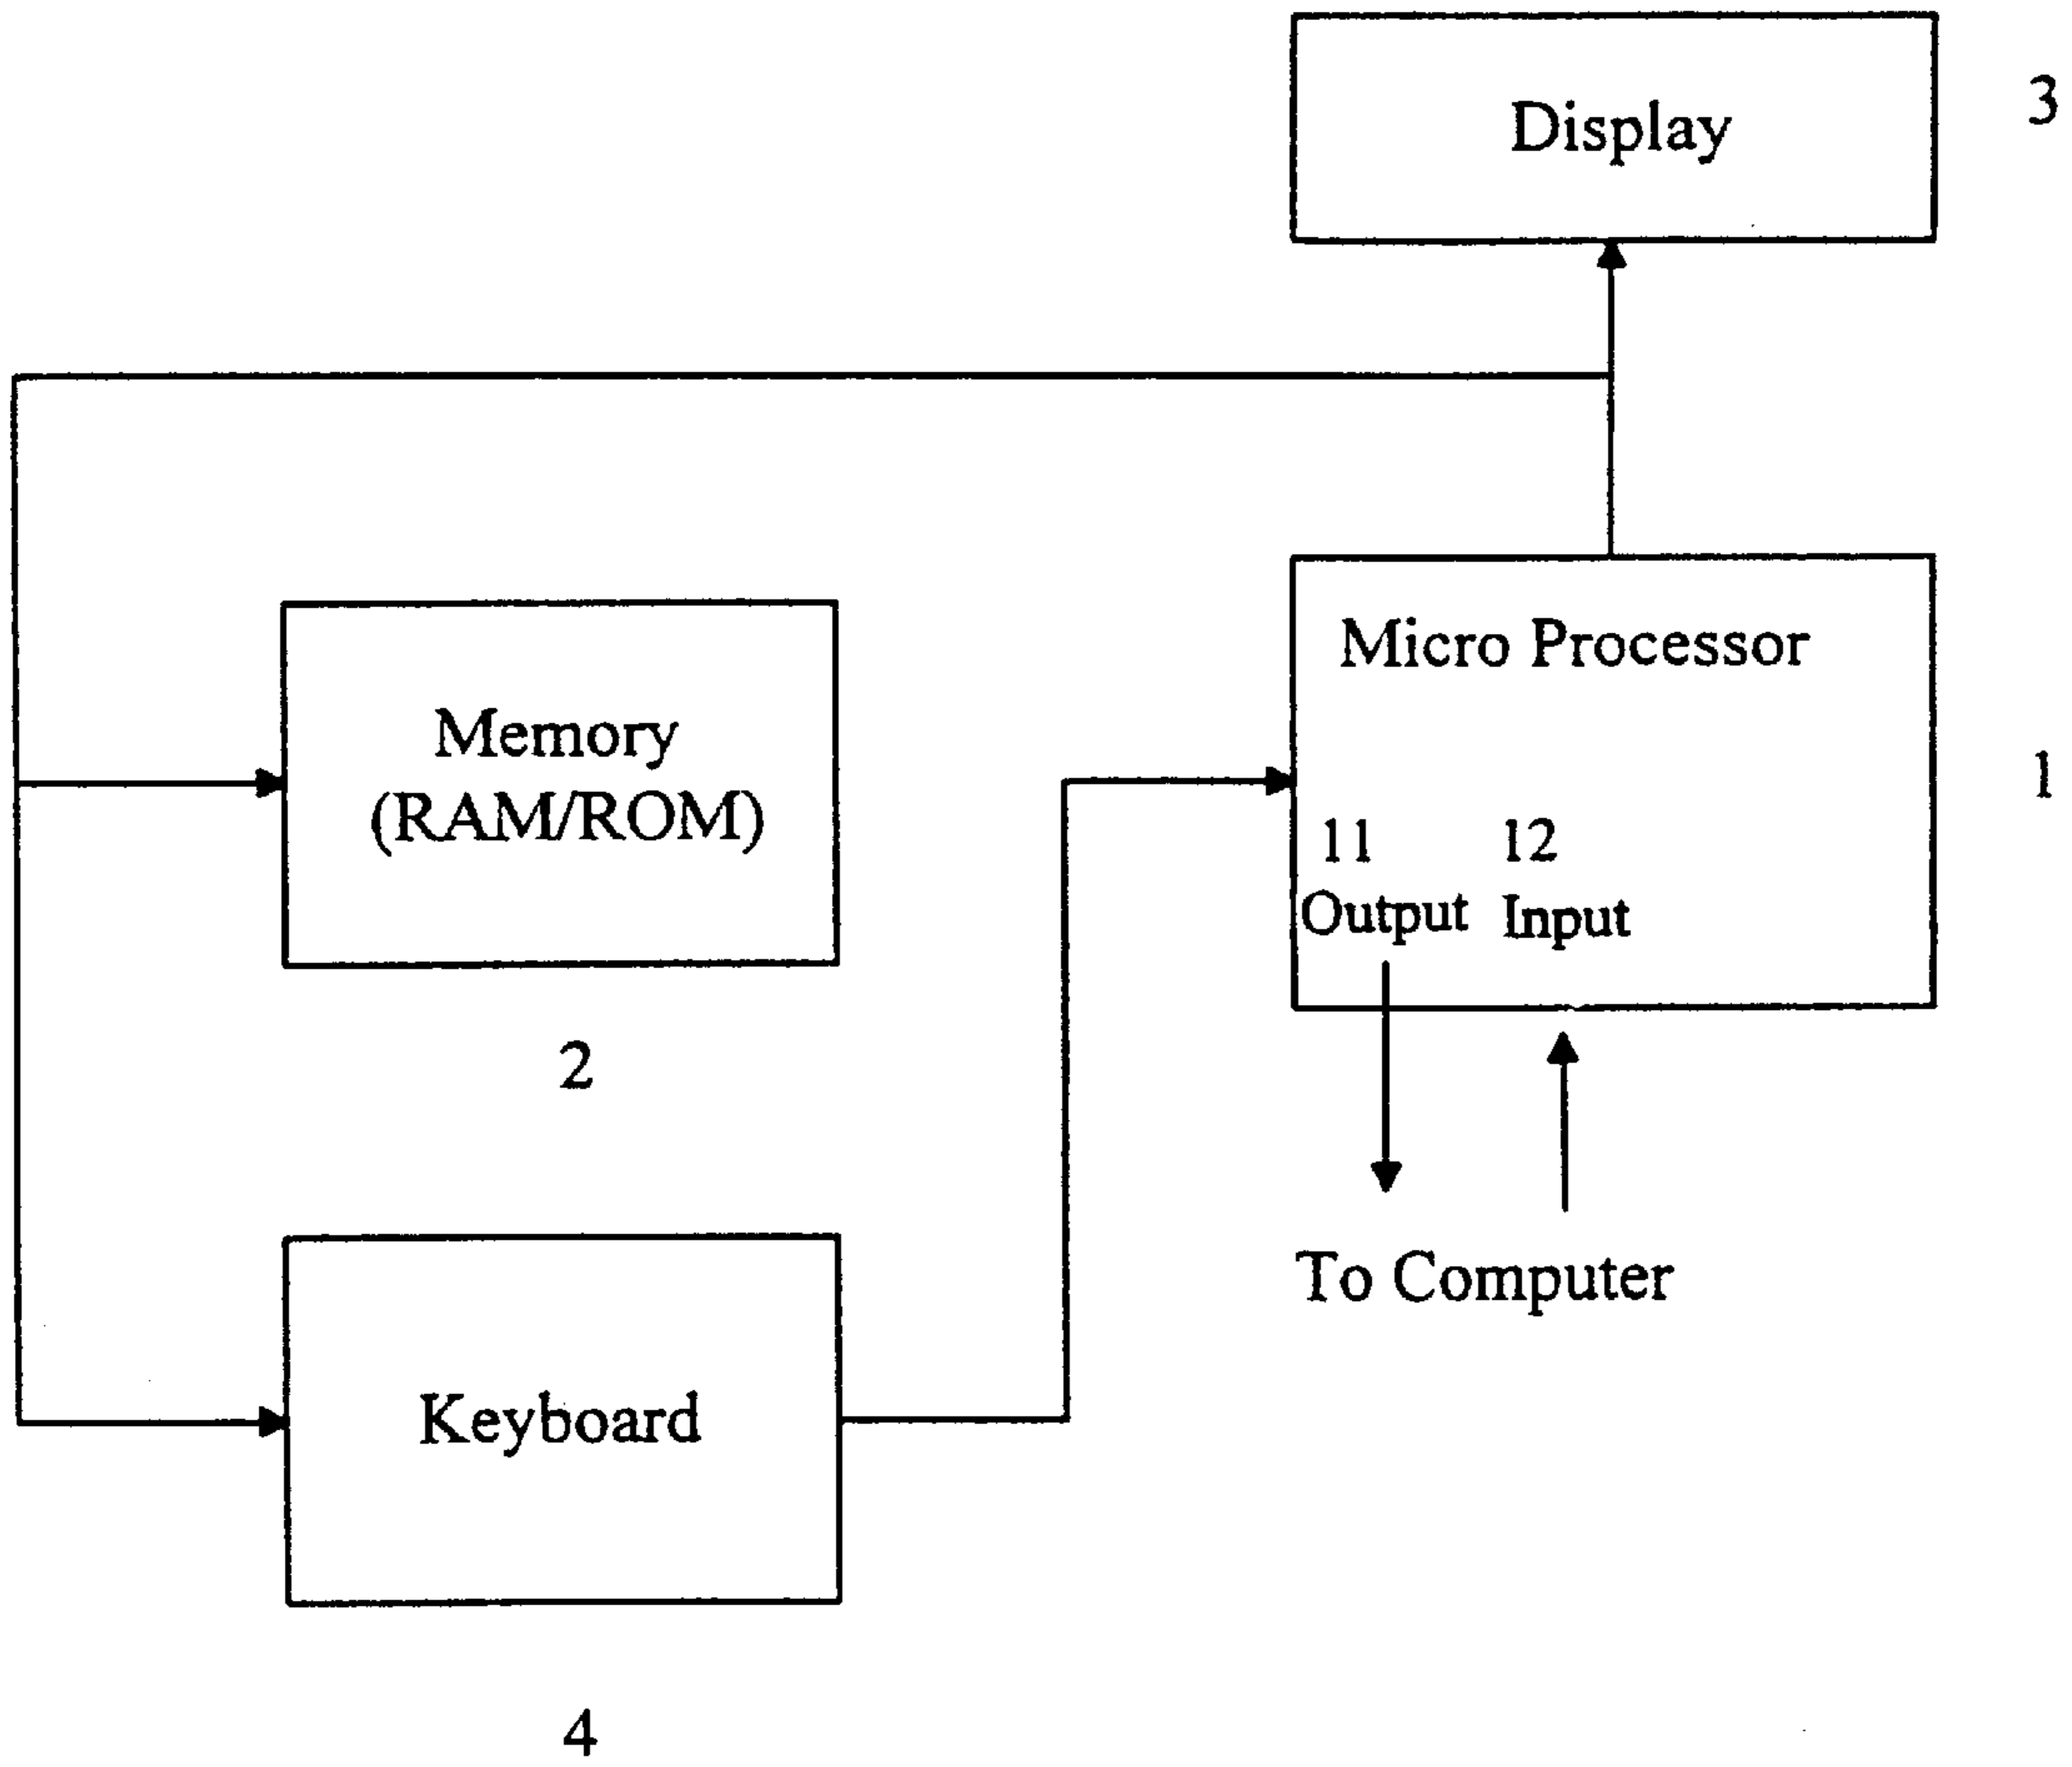 Display
3
Micro Processor
Memory
(RAM/ROM)
1
11 12
Output Input
2
To Computer
Keyboard
4